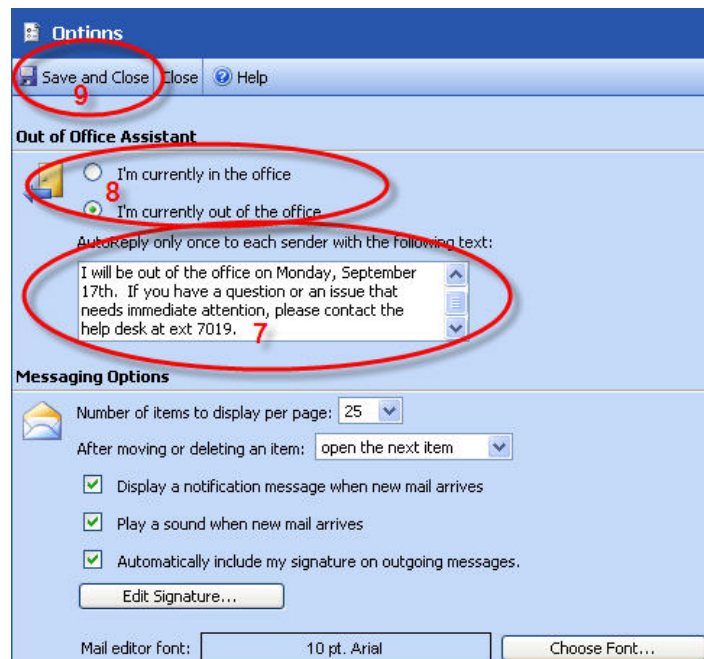 Options
Save and Close Close Help
9
Out of Office Assistant
I'm currently in the office
8
I'm currently out of the office
AutoReply only once to each sender with the following text:
I will be out of the office on Monday, September
17th. If you have a question or an issue that
needs immediate attention, please contact the
help desk at ext 7019.
7
Messaging Options
Number of items to display per page: 25
After moving or deleting an item: open the next item
Display a notification message when new mail arrives
Play a sound when new mail arrives
Automatically include my signature on outgoing messages.
Edit Signature...
Mail editor font: 10 pt. Arial Choose Font...